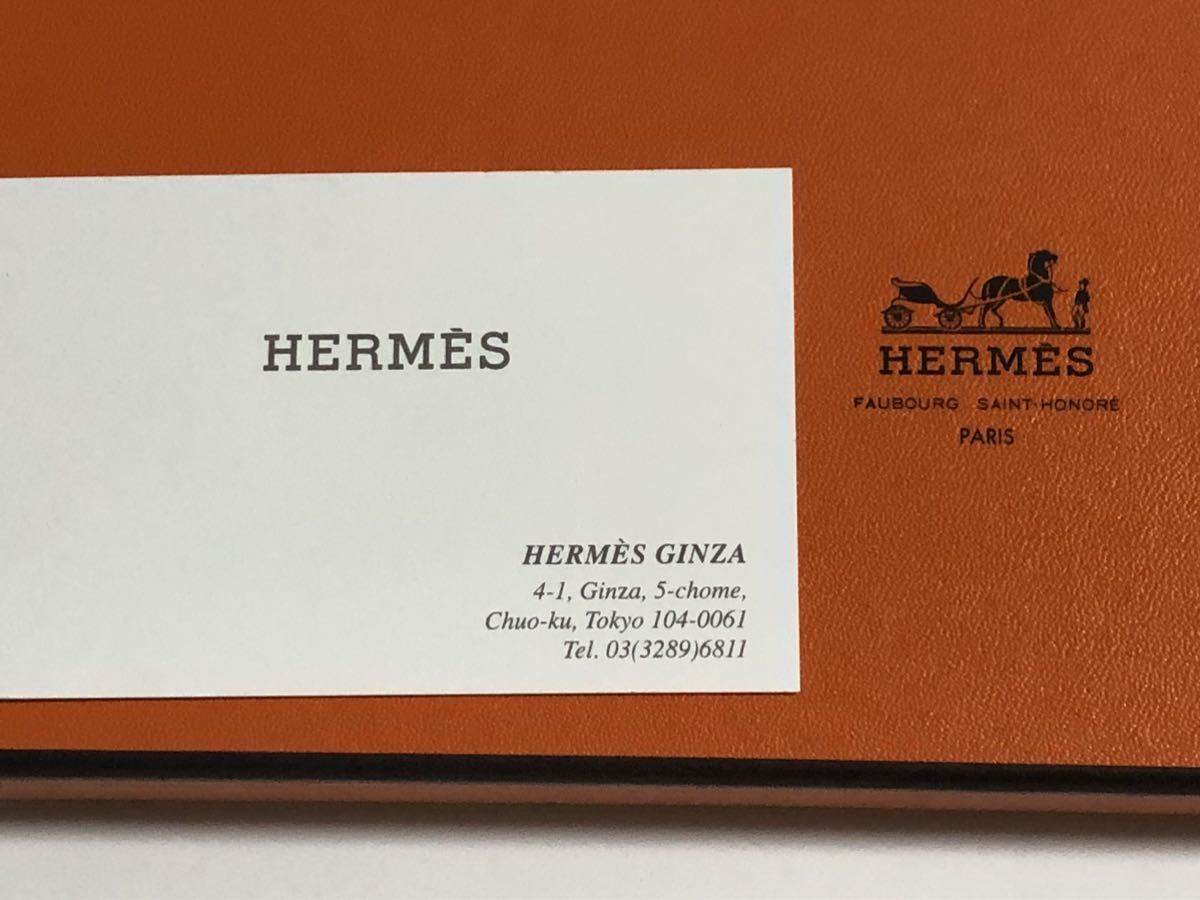 HERMÈS
HERMÈS GINZA
4-1, Ginza, 5-chome,
Chuo-ku, Tokyo 104-0061
Tel. 03(3289)6811
HERMÈS
FAUBOURG SAINT-HONORÉ
PARIS